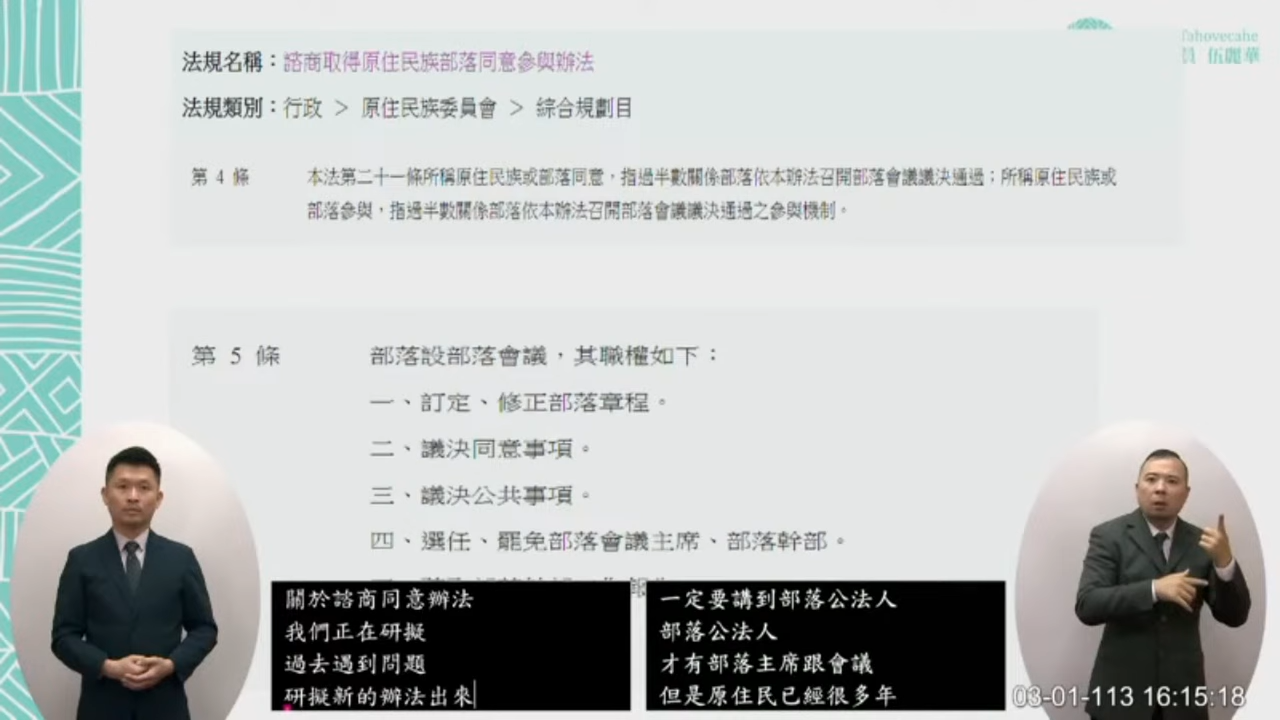 Tahovecahe
伍麗華
法規名稱：諮商取得原住民族部落同意參與辦法
法規類別：行政 ＞ 原住民族委員會 ＞ 綜合規劃目
第 4 條 本法第二十一條所稱原住民族或部落同意，指過半數關係部落依本辦法召開部落會議議決通過；所稱原住民族或
部落參與，指過半數關係部落依本辦法召開部落會議議決通過之參與機制。
第 5 條 部落設部落會議，其職權如下：
一、訂定、修正部落章程。
二、議決同意事項。
三、議決公共事項。
四、選任、罷免部落會議主席、部落幹部。
關於諮商同意辦法
我們正在研擬
過去遇到問題
研擬新的辦法出來
一定要講到部落公法人
部落公法人
才有部落主席跟會議
但是原住民已經很多年
03-01-113 16:15:18